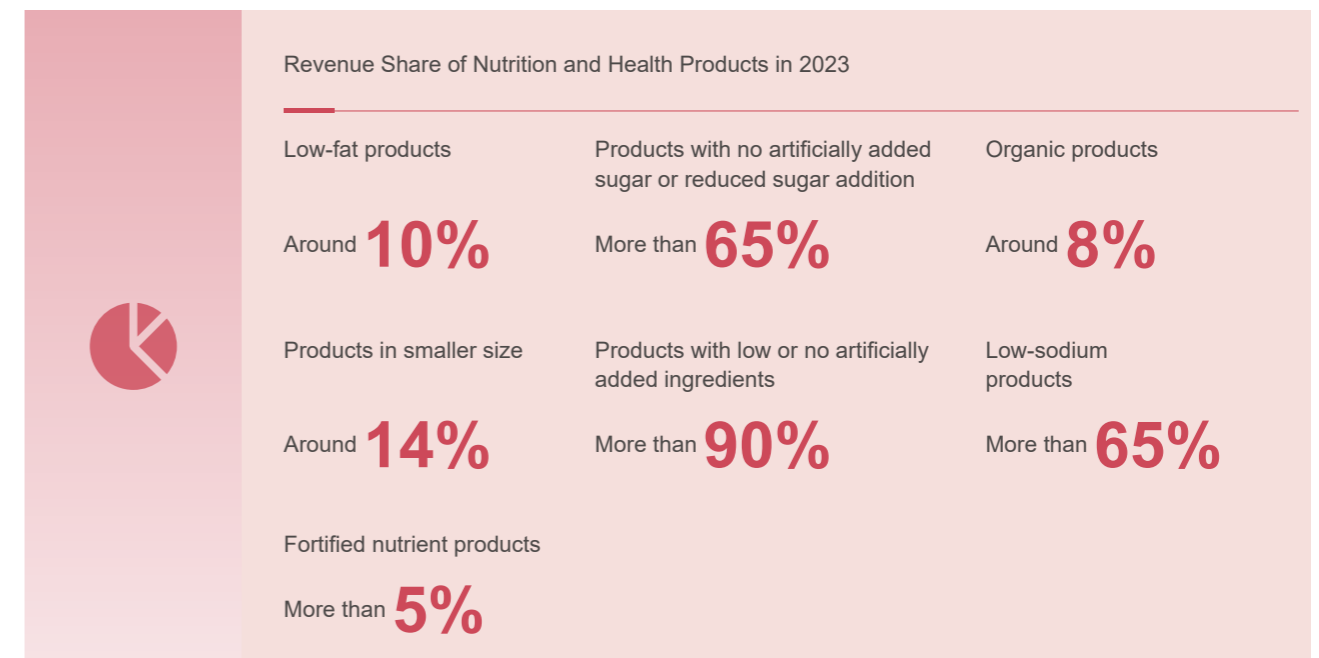 Revenue Share of Nutrition and Health Products in 2023
Low-fat products
Around 10%
Products with no artificially added
sugar or reduced sugar addition
More than 65%
Organic products
Around 8%
Products in smaller size
Around 14%
Products with low or no artificially
added ingredients
More than 90%
Low-sodium
products
More than 65%
Fortified nutrient products
More than 5%